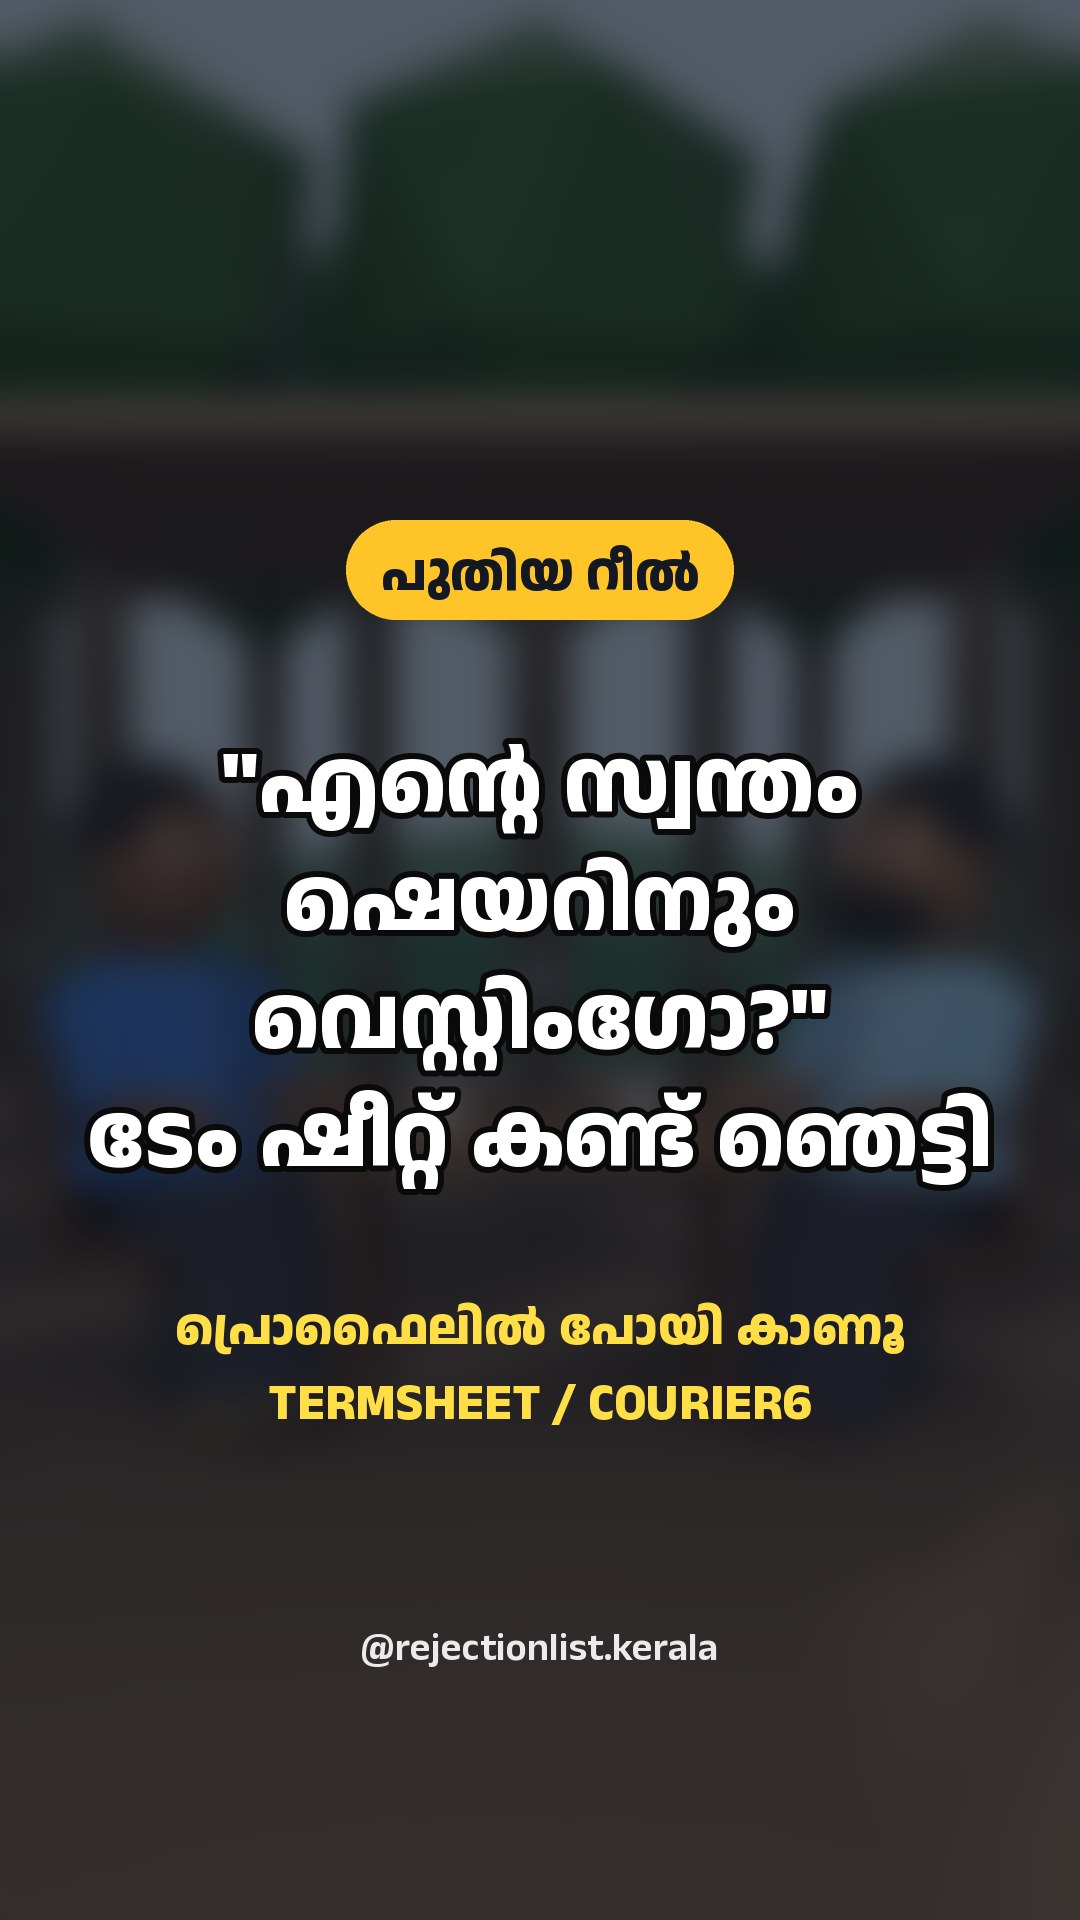 പുതിയ റീൽ
"എന്റെ സ്വന്തം
ഷെയറിനും
വെസ്റ്റിംഗോ?"
ടേം ഷീറ്റ് കണ്ട് ഞെട്ടി
പ്രൊഫൈലിൽ പോയി കാണൂ
TERMSHEET / COURIER6
@rejectionlist.kerala